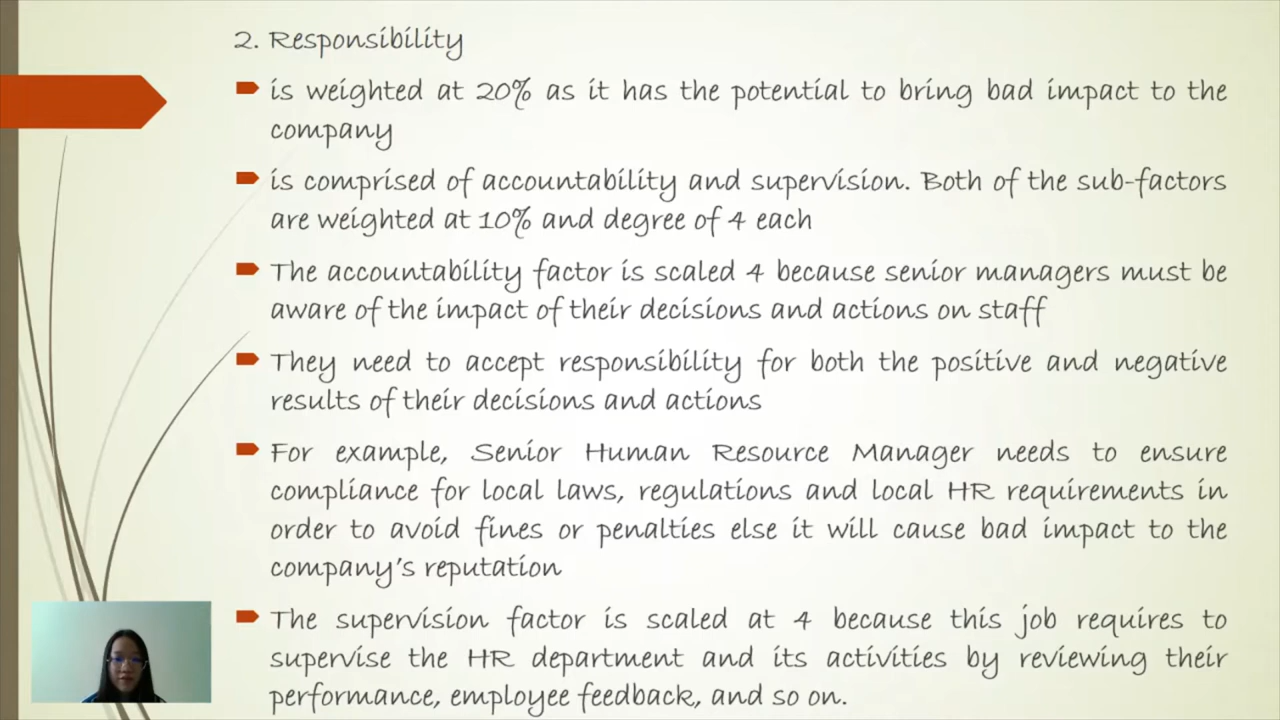 2. Responsibility
is weighted at 20% as it has the potential to bring bad impact to the
company
is comprised of accountability and supervision. Both of the sub-factors
are weighted at 10% and degree of 4 each
The accountability factor is scaled 4 because senior managers must be
aware of the impact of their decisions and actions on staff
They need to accept responsibility for both the positive and negative
results of their decisions and actions
For example, Senior Human Resource Manager needs to ensure
compliance for local laws, regulations and local HR requirements in
order to avoid fines or penalties else it will cause bad impact to the
company's reputation
The supervision factor is scaled at 4 because this job requires to
supervise the HR department and its activities by reviewing their
performance, employee feedback, and so on.